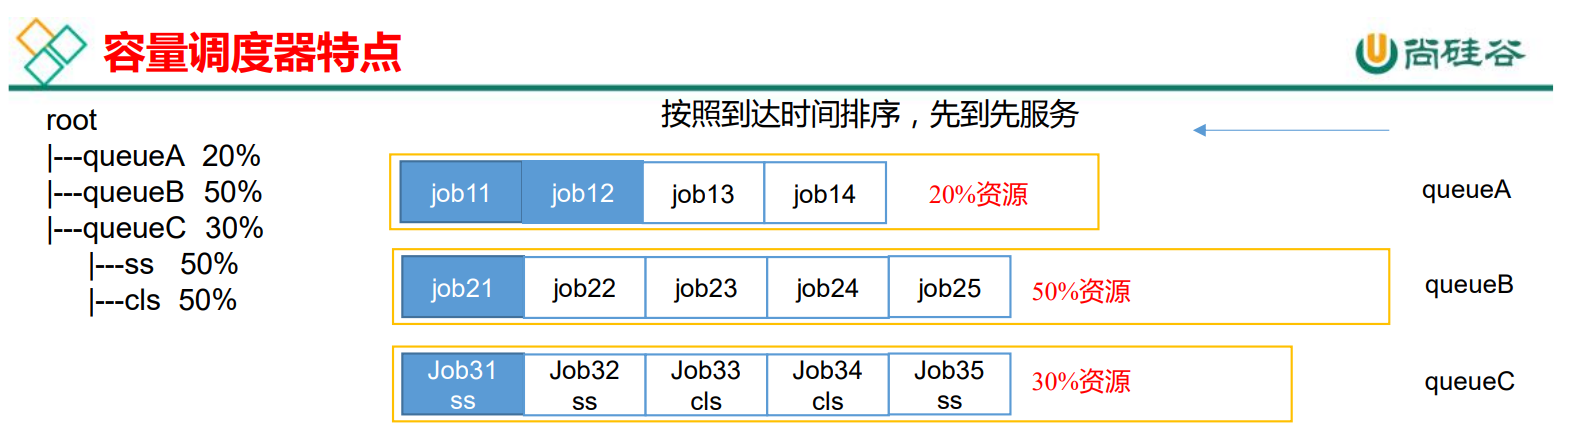 容量调度器特点
尚硅谷
按照到达时间排序，先到先服务
root
|---queueA 20%
|---queueB 50%
|---queueC 30%
|---ss 50%
|---cls 50%
job11 job12 job13 job14 20%资源 queueA
job21 job22 job23 job24 job25 50%资源 queueB
Job31 Job32 Job33 Job34 Job35 30%资源 queueC
ss ss cls cls ss